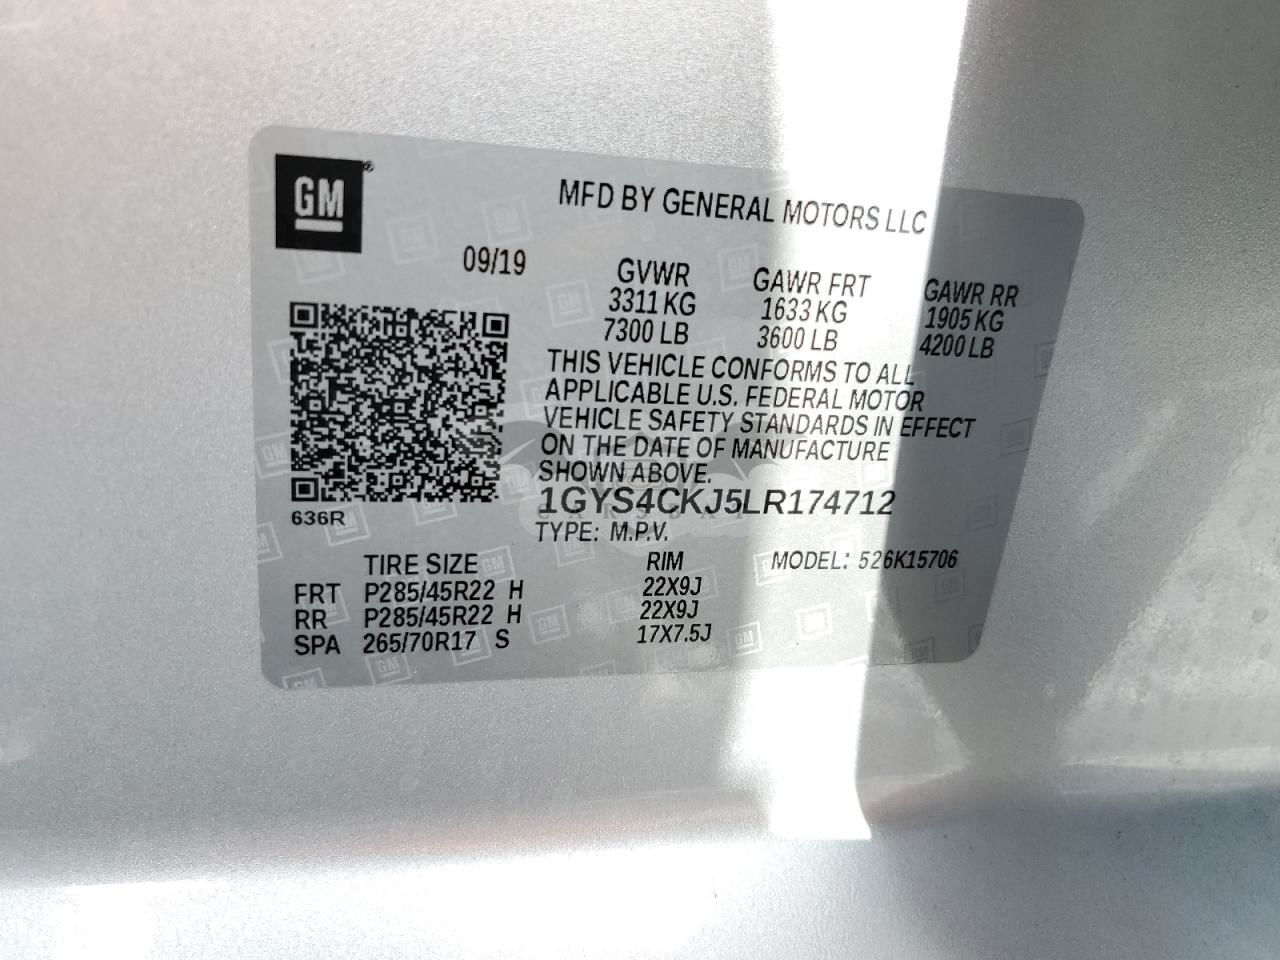 GM®
MFD BY GENERAL MOTORS LLC
09/19
GVWR GAWR FRT GAWR RR
3311 KG 1633 KG 1905 KG
7300 LB 3600 LB 4200 LB
THIS VEHICLE CONFORMS TO ALL
APPLICABLE U.S. FEDERAL MOTOR
VEHICLE SAFETY STANDARDS IN EFFECT
ON THE DATE OF MANUFACTURE
SHOWN ABOVE.
1GYS4CKJ5LR174712
636R
TYPE: M.P.V.
TIRE SIZE RIM MODEL: 526K15706
FRT P285/45R22 H 22X9J
RR P285/45R22 H 22X9J
SPA 265/70R17 S 17X7.5J